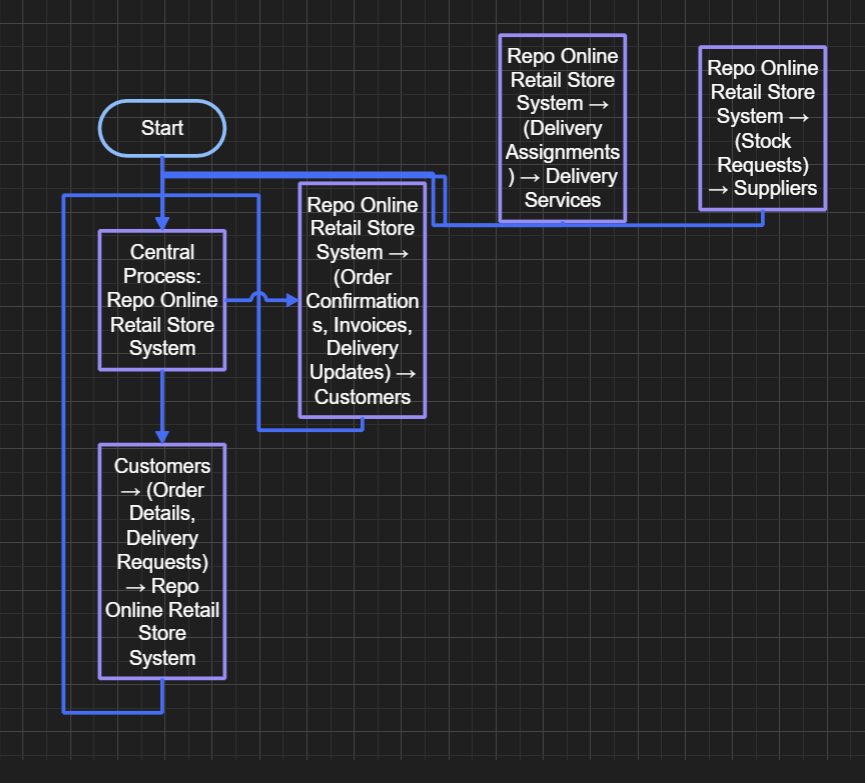 Start
Central
Process:
Repo Online
Retail Store
System
Customers
→ (Order
Details,
Delivery
Requests)
→ Repo
Online Retail
Store
System
Repo Online
Retail Store
System →
(Order
Confirmation
s, Invoices,
Delivery
Updates) →
Customers
Repo Online
Retail Store
System →
(Delivery
Assignments
) → Delivery
Services
Repo Online
Retail Store
System →
(Stock
Requests)
→ Suppliers